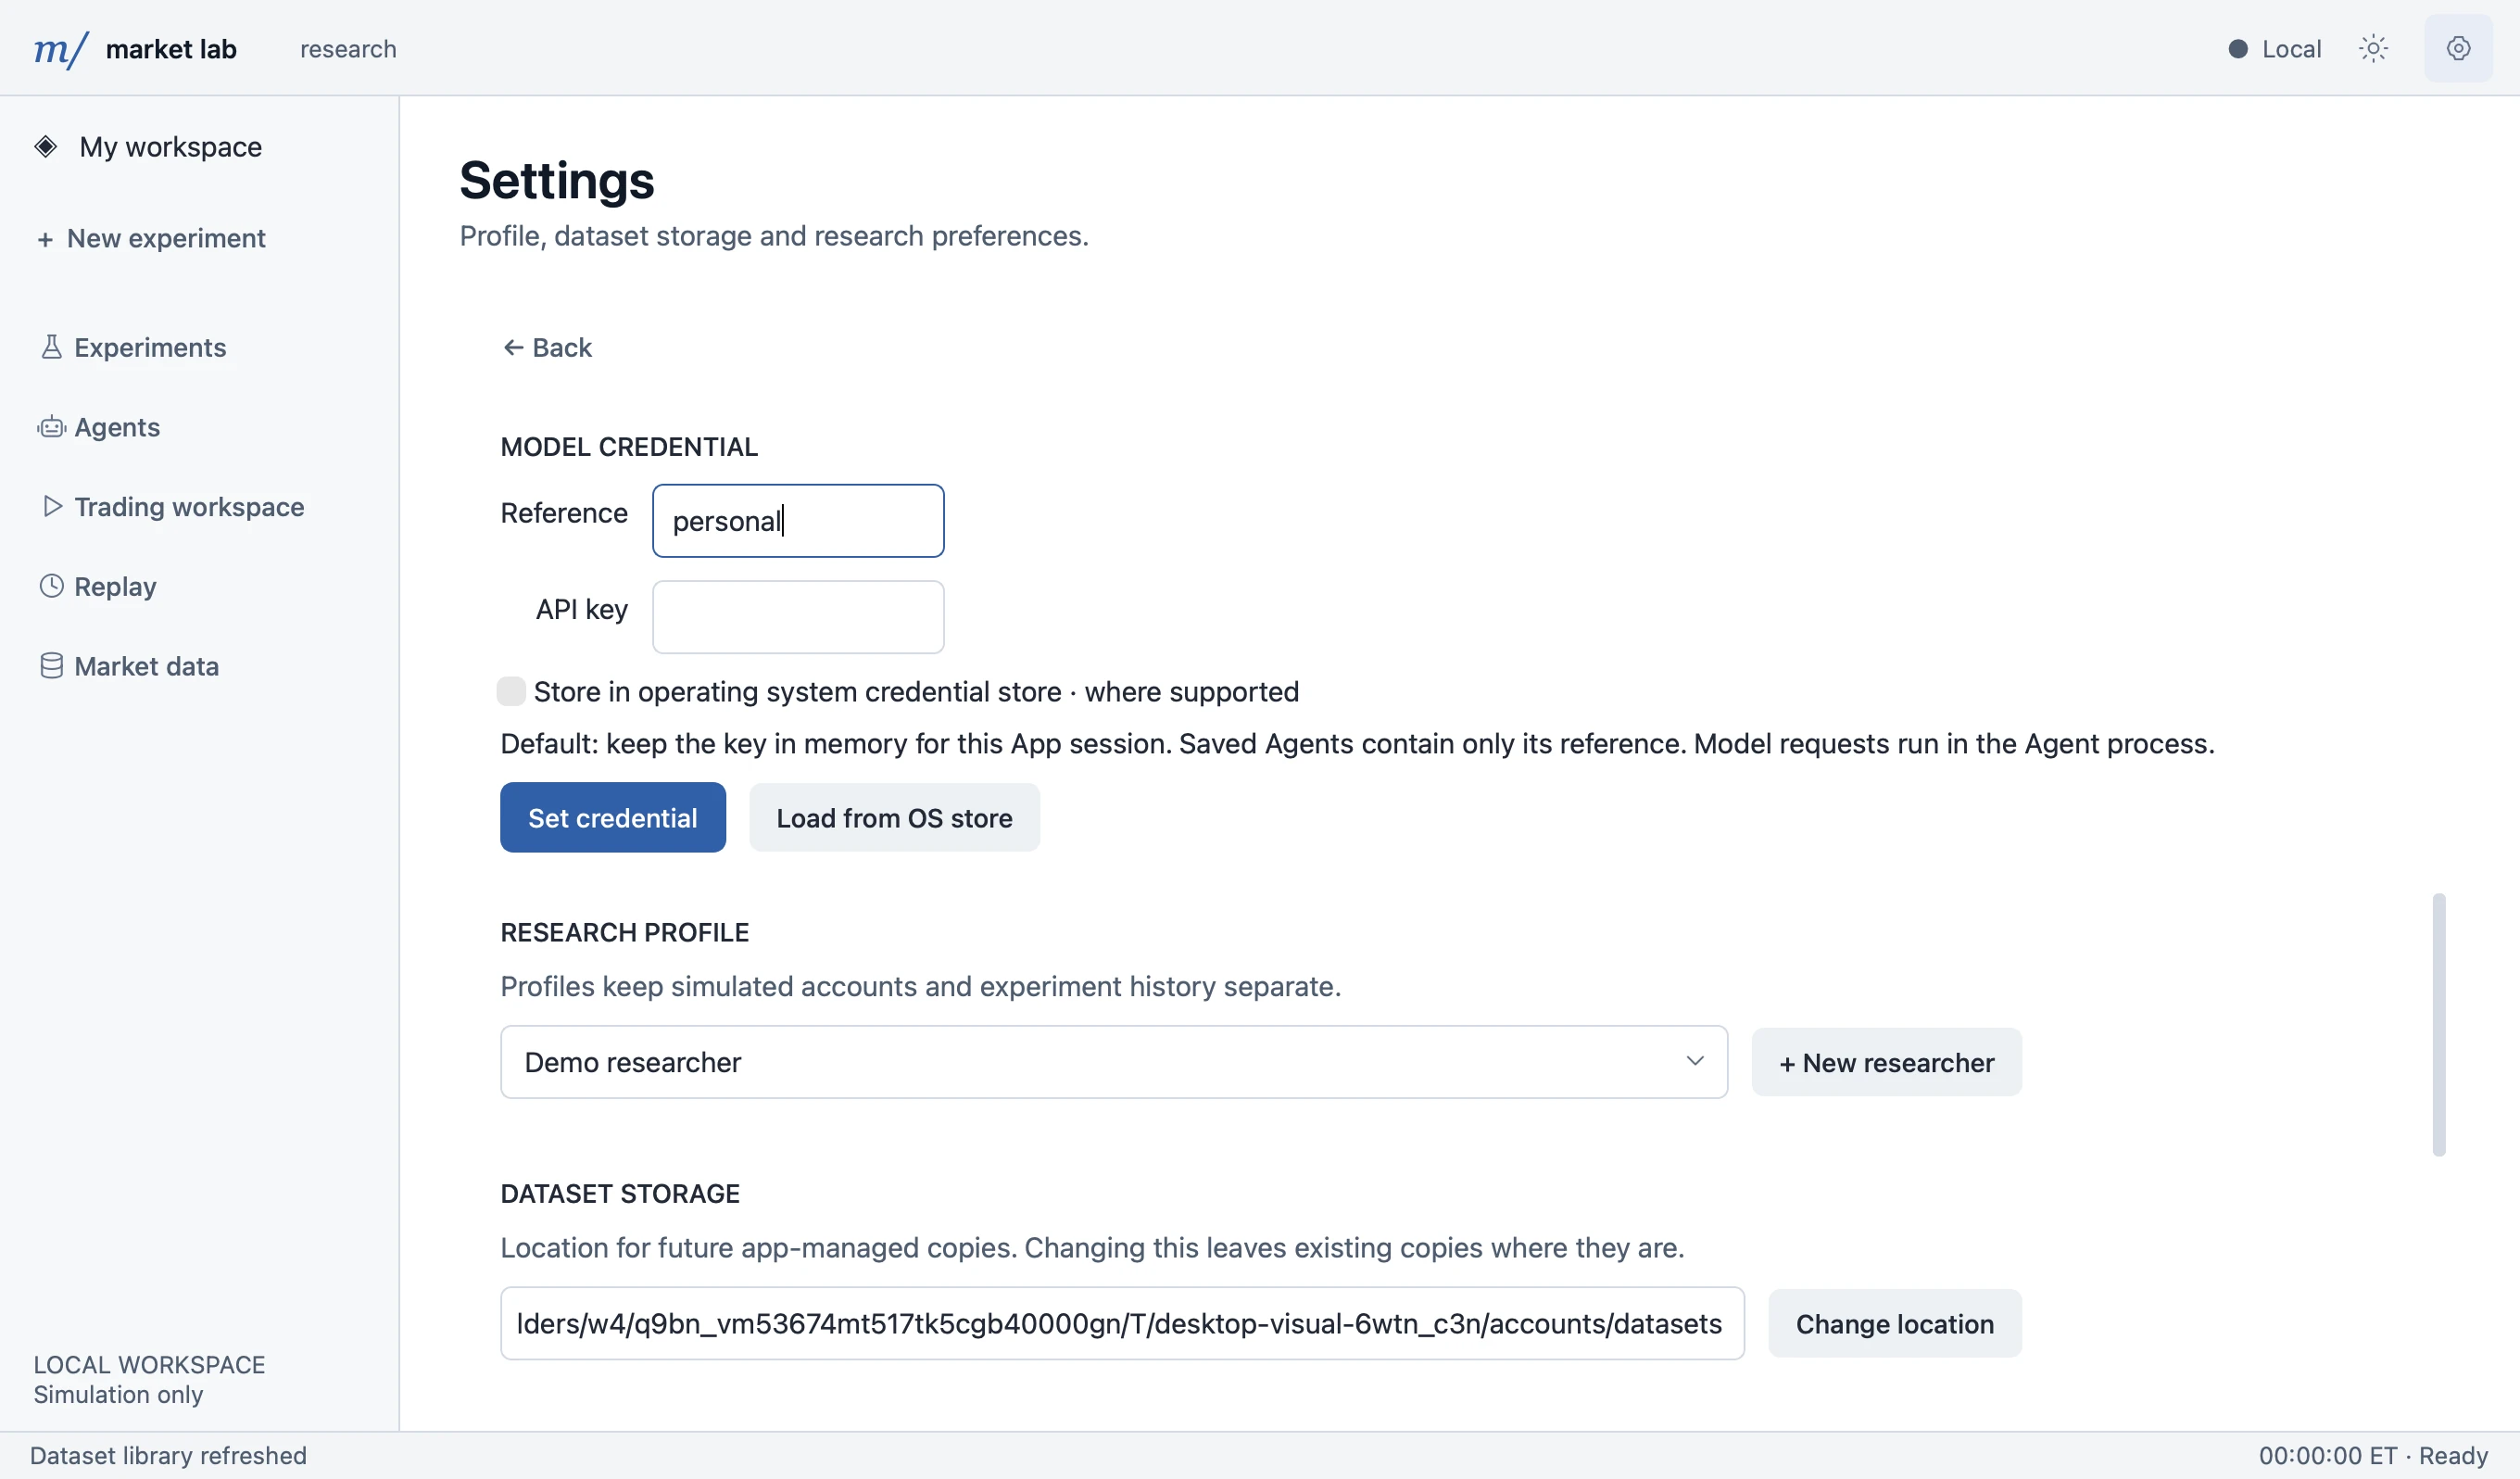 m/ market lab research Local
My workspace
+ New experiment
Experiments
Agents
Trading workspace
Replay
Market data
LOCAL WORKSPACE
Simulation only
Settings
Profile, dataset storage and research preferences.
← Back
MODEL CREDENTIAL
Reference personal
API key
Store in operating system credential store · where supported
Default: keep the key in memory for this App session. Saved Agents contain only its reference. Model requests run in the Agent process.
Set credential Load from OS store
RESEARCH PROFILE
Profiles keep simulated accounts and experiment history separate.
Demo researcher + New researcher
DATASET STORAGE
Location for future app-managed copies. Changing this leaves existing copies where they are.
lders/w4/q9bn_vm53674mt517tk5cgb40000gn/T/desktop-visual-6wtn_c3n/accounts/datasets Change location
Dataset library refreshed 00:00:00 ET · Ready